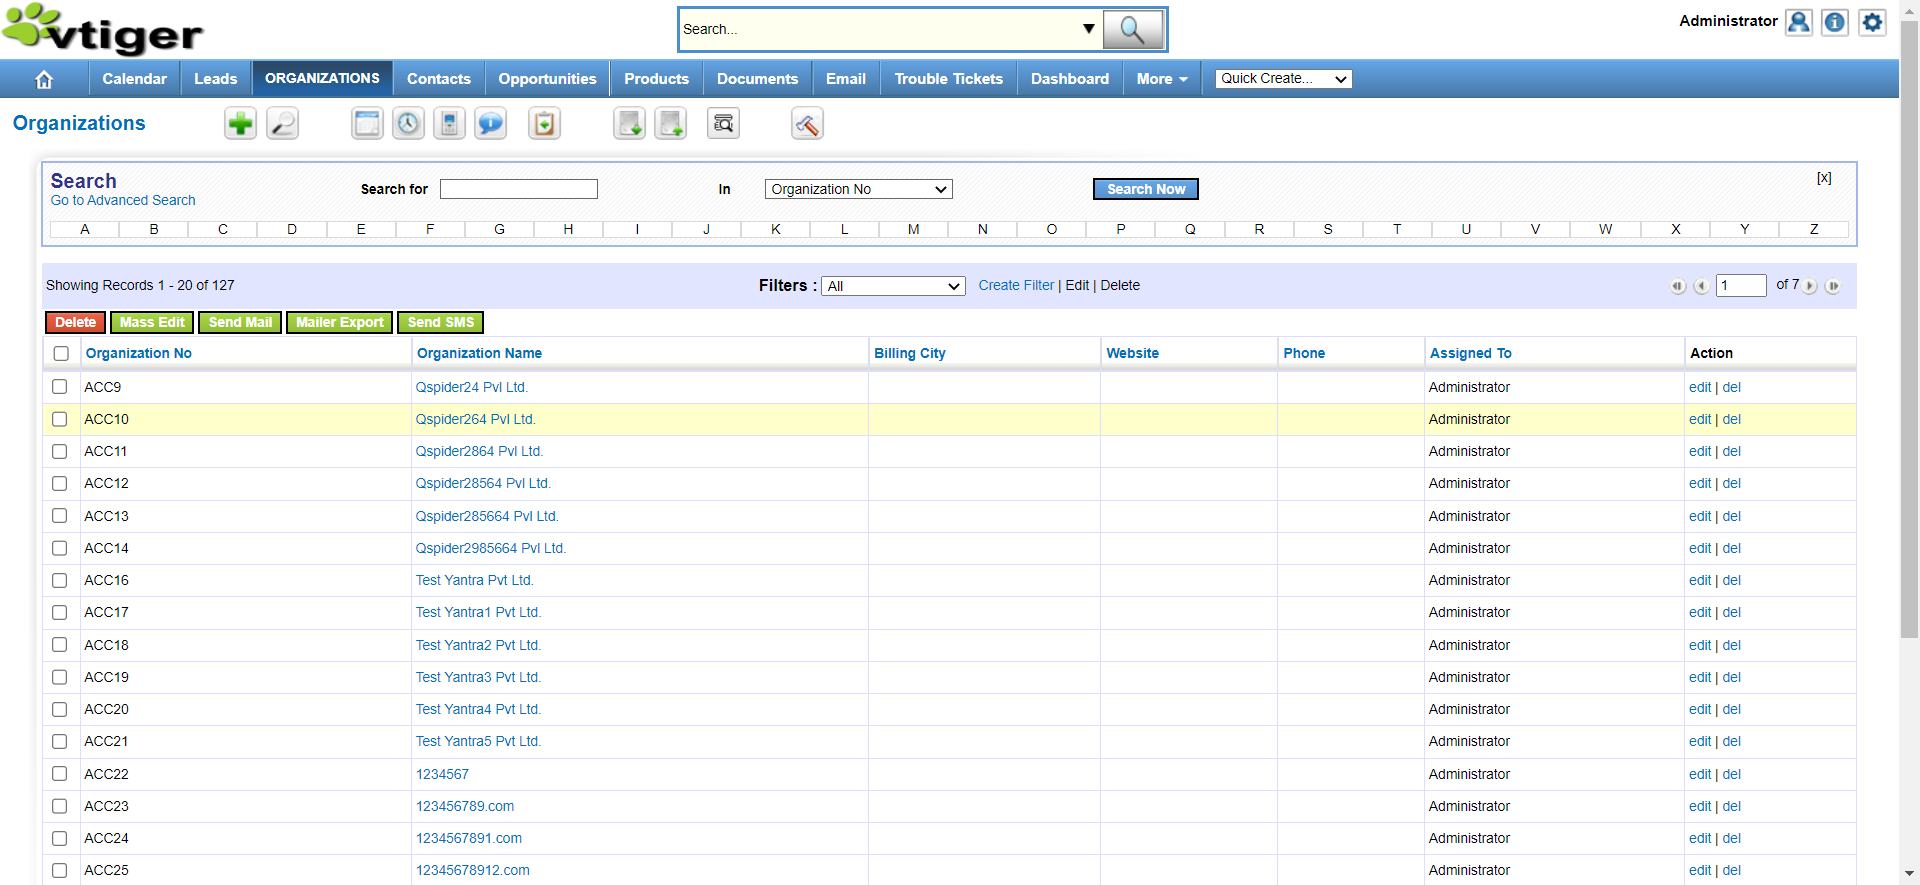 vtiger
Search...
Administrator
Calendar Leads ORGANIZATIONS Contacts Opportunities Products Documents Email Trouble Tickets Dashboard More Quick Create...
Organizations
Search
Go to Advanced Search
Search for In Organization No Search Now [x]
A B C D E F G H I J K L M N O P Q R S T U V W X Y Z
Showing Records 1 - 20 of 127 Filters : All Create Filter | Edit | Delete 1 of 7
Delete Mass Edit Send Mail Mailer Export Send SMS
Organization No Organization Name Billing City Website Phone Assigned To Action
ACC9 Qspider24 Pvl Ltd. Administrator edit | del
ACC10 Qspider264 Pvl Ltd. Administrator edit | del
ACC11 Qspider2864 Pvl Ltd. Administrator edit | del
ACC12 Qspider28564 Pvl Ltd. Administrator edit | del
ACC13 Qspider285664 Pvl Ltd. Administrator edit | del
ACC14 Qspider2985664 Pvl Ltd. Administrator edit | del
ACC16 Test Yantra Pvt Ltd. Administrator edit | del
ACC17 Test Yantra1 Pvt Ltd. Administrator edit | del
ACC18 Test Yantra2 Pvt Ltd. Administrator edit | del
ACC19 Test Yantra3 Pvt Ltd. Administrator edit | del
ACC20 Test Yantra4 Pvt Ltd. Administrator edit | del
ACC21 Test Yantra5 Pvt Ltd. Administrator edit | del
ACC22 1234567 Administrator edit | del
ACC23 123456789.com Administrator edit | del
ACC24 1234567891.com Administrator edit | del
ACC25 12345678912.com Administrator edit | del